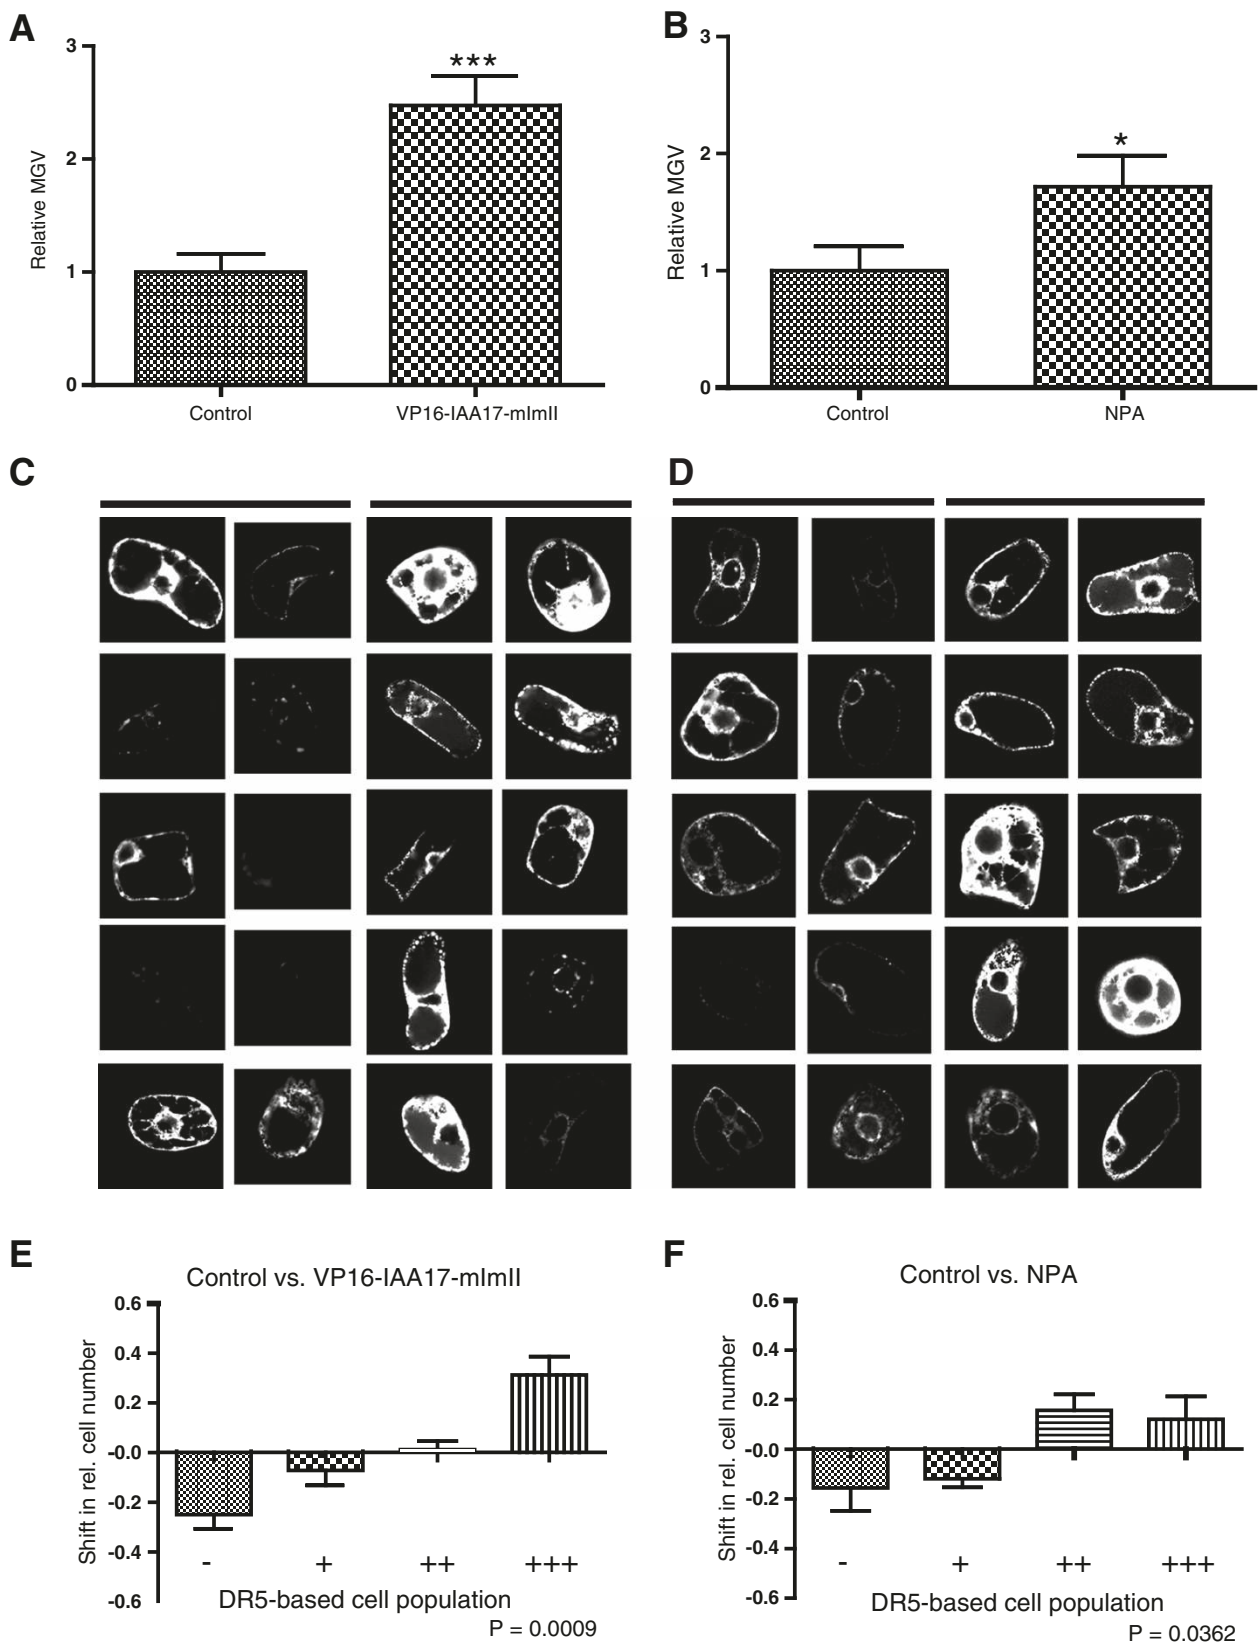 A
3
2
1
0
Relative MGV
***
Control
VP16-IAA17-mImII
B
3
2
1
0
Relative MGV
*
Control
NPA
C
D
E
Control vs. VP16-IAA17-mImII
0.6
0.4
0.2
-0.0
-0.2
-0.4
-0.6
Shift in rel. cell number
- + ++ +++
DR5-based cell population
P = 0.0009
F
Control vs. NPA
0.6
0.4
0.2
-0.0
-0.2
-0.4
-0.6
Shift in rel. cell number
- + ++ +++
DR5-based cell population
P = 0.0362